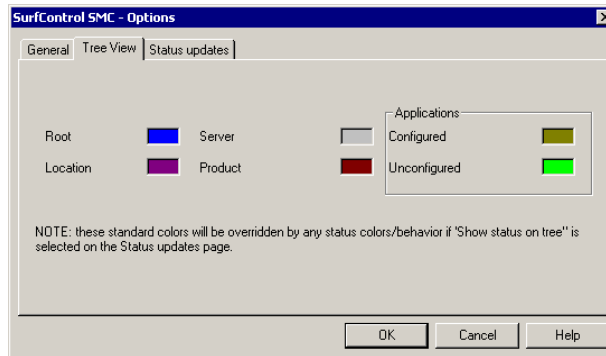 SurfControl SMC - Options
General Tree View Status updates
Applications
Root Server Configured
Location Product Unconfigured
NOTE: these standard colors will be overridden by any status colors/behavior if 'Show status on tree" is
selected on the Status updates page.
OK Cancel Help